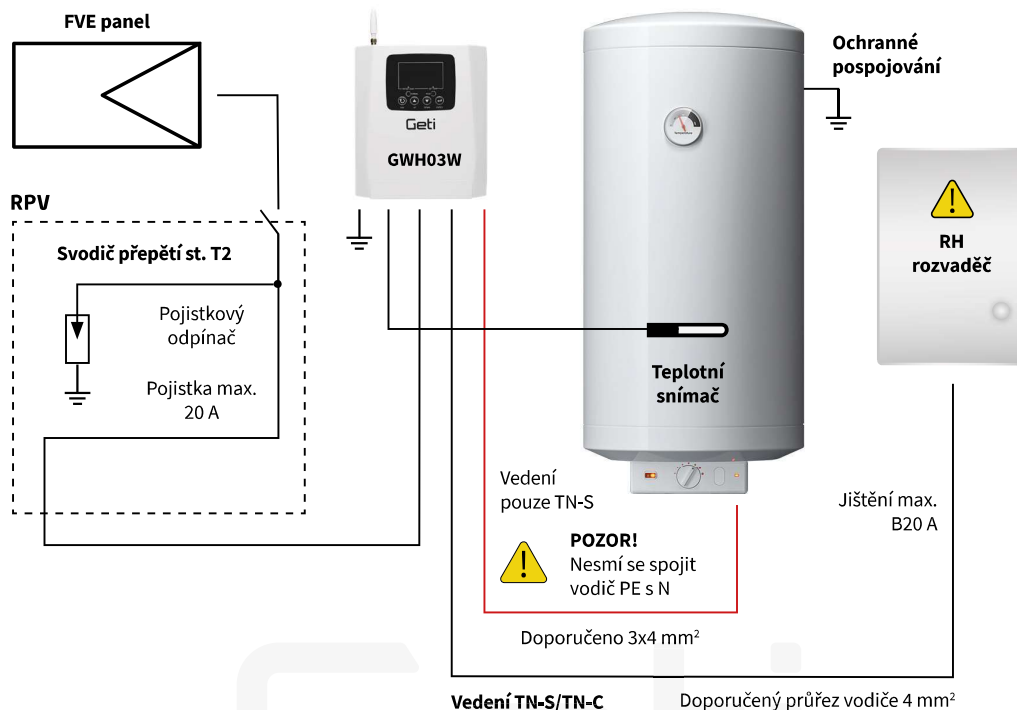 FVE panel
Geti
GWH03W
Ochranné
pospojování
RPV
Svodič přepětí st. T2
Pojistkový
odpínač
Pojistka max.
20 A
RH
rozvaděč
Teplotní
snímač
Vedení
pouze TN-S
POZOR!
Nesmí se spojit
vodič PE s N
Jištění max.
B20 A
Doporučeno 3x4 mm²
Vedení TN-S/TN-C
Doporučený průřez vodiče 4 mm²